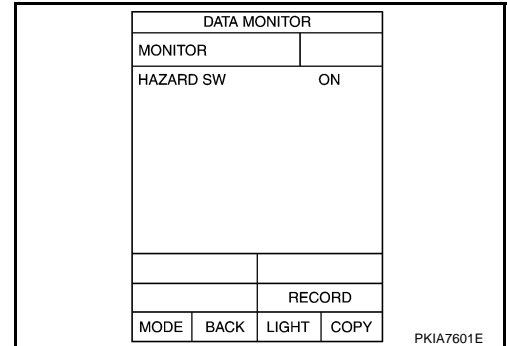 DATA MONITOR
MONITOR
HAZARD SW ON
RECORD
MODE BACK LIGHT COPY
PKIA7601E